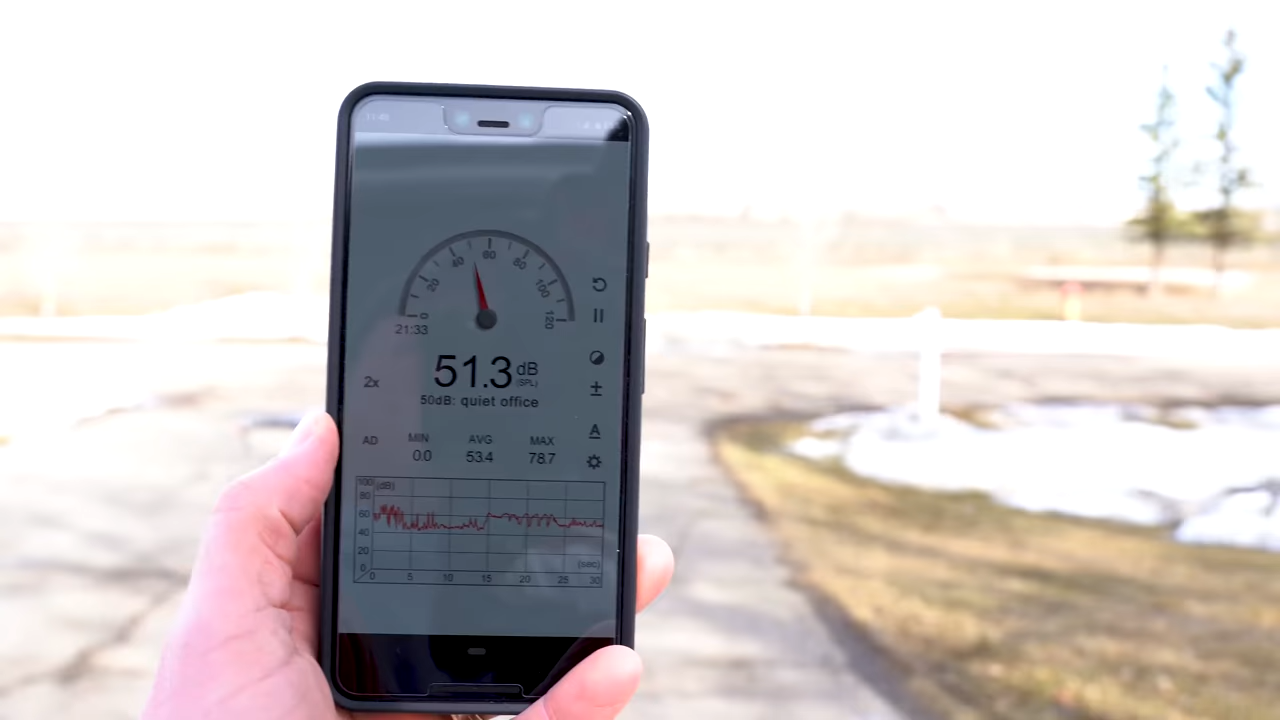 0 20 40 60 80 100 120
21:33
51.3 dB
(SPL)
2x
50dB: quiet office
A
AD MIN AVG MAX
0.0 53.4 78.7
100 (dB)
80
60
40
20
0
(sec)
0 5 10 15 20 25 30